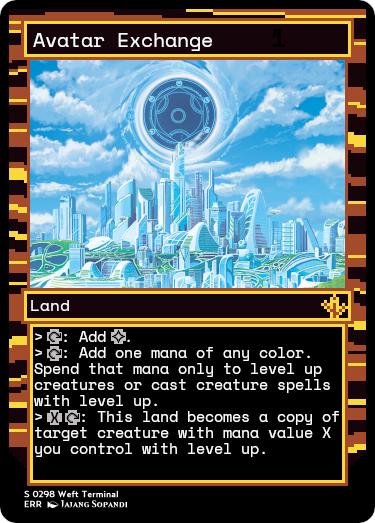 Avatar Exchange 1
Land
> : Add .
> : Add one mana of any color.
Spend that mana only to level up
creatures or cast creature spells
with level up.
> X : This land becomes a copy of
target creature with mana value X
you control with level up.
S 0298 Weft Terminal
ERR Jajang Sopandi